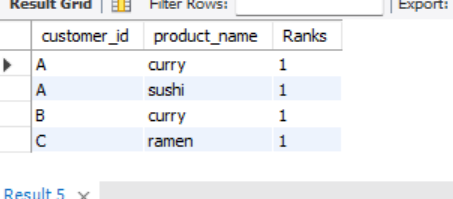 Result Grid Filter Rows: Export:
customer_id product_name Ranks
A curry 1
A sushi 1
B curry 1
C ramen 1
Result 5 ×